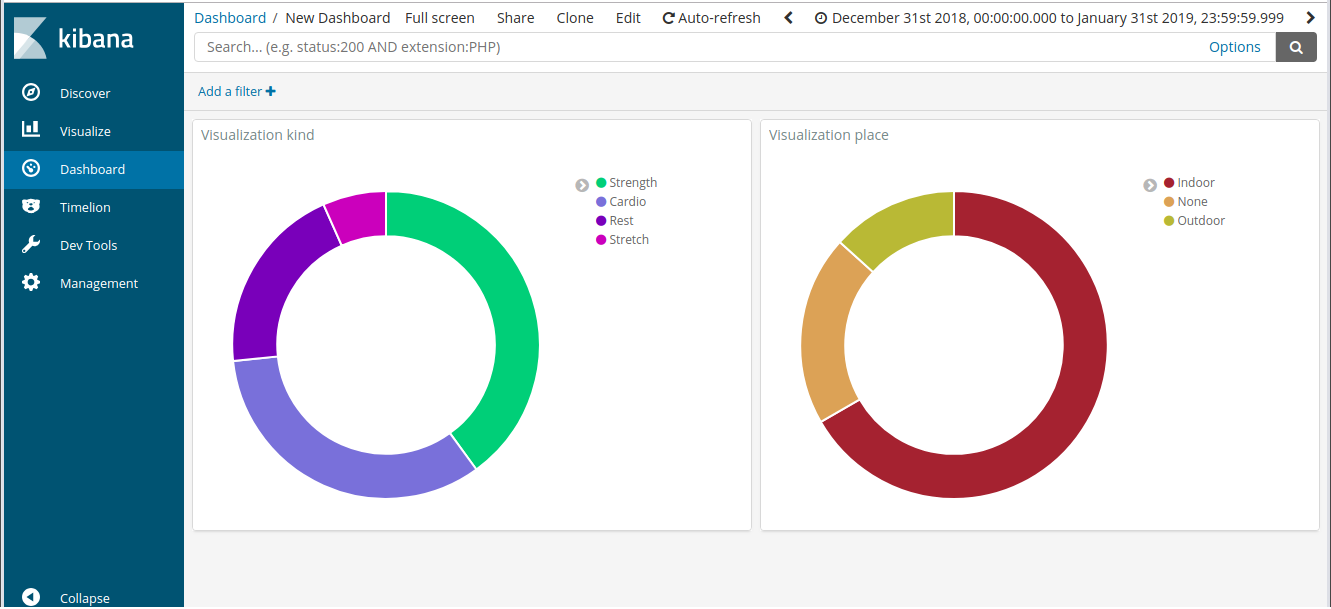 kibana
Discover
Visualize
Dashboard
Timelion
Dev Tools
Management
Collapse
Dashboard / New Dashboard Full screen Share Clone Edit Auto-refresh December 31st 2018, 00:00:00.000 to January 31st 2019, 23:59:59.999
Search... (e.g. status:200 AND extension:PHP) Options
Add a filter
Visualization kind
Strength
Cardio
Rest
Stretch
Visualization place
Indoor
None
Outdoor